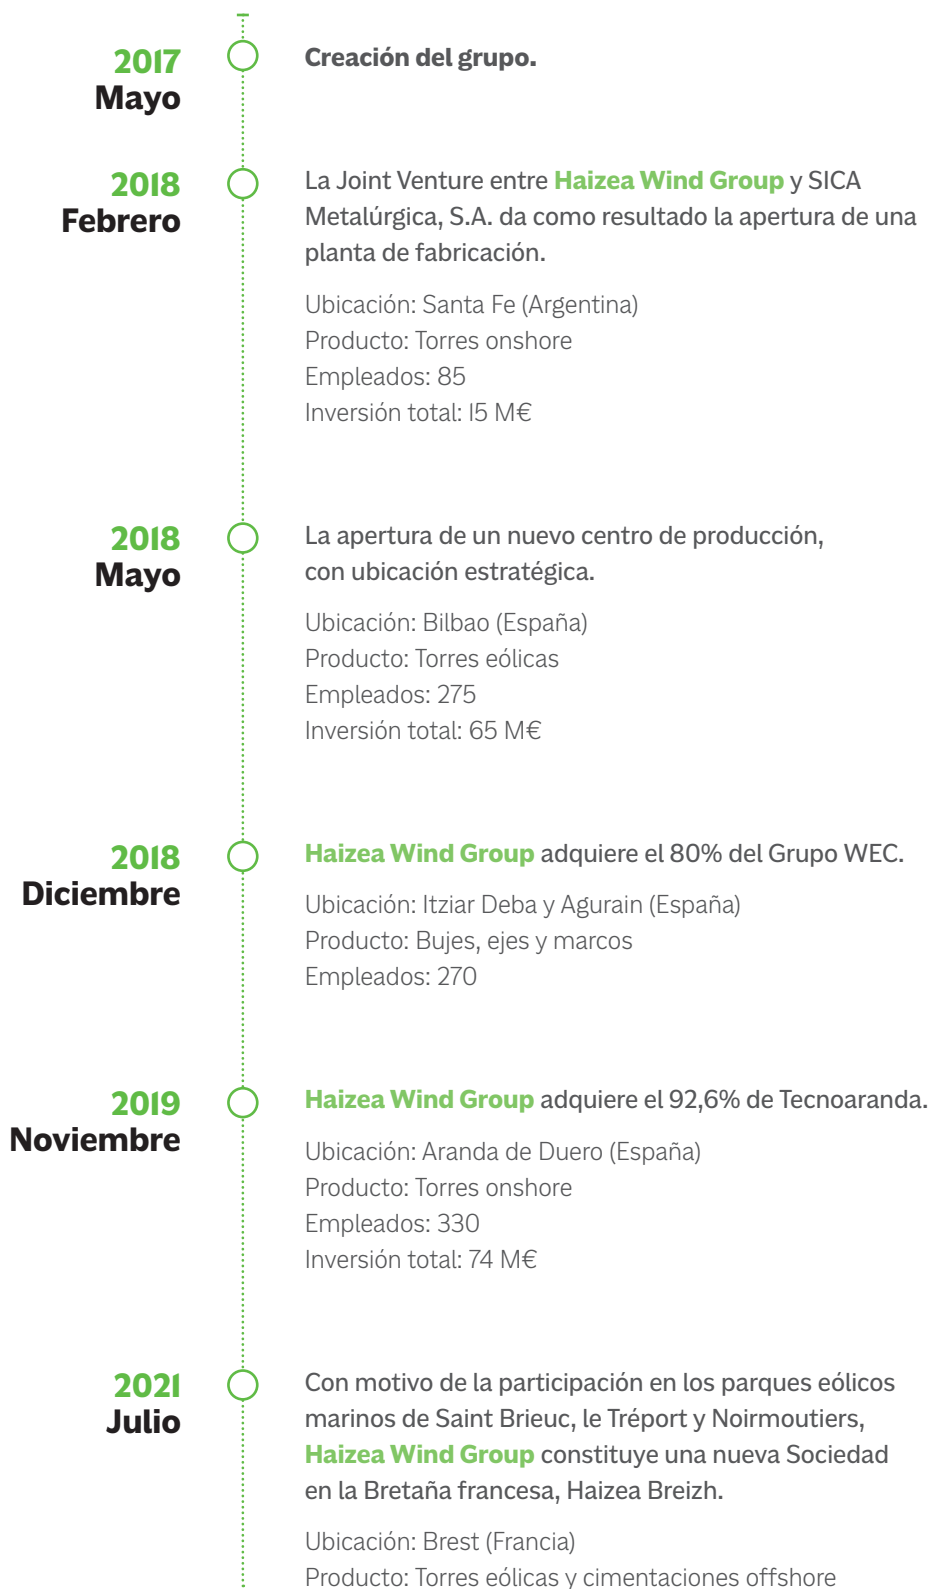 2017
Mayo
Creación del grupo.
2018
Febrero
La Joint Venture entre Haizea Wind Group y SICA
Metalúrgica, S.A. da como resultado la apertura de una
planta de fabricación.
Ubicación: Santa Fe (Argentina)
Producto: Torres onshore
Empleados: 85
Inversión total: 15 M€
2018
Mayo
La apertura de un nuevo centro de producción,
con ubicación estratégica.
Ubicación: Bilbao (España)
Producto: Torres eólicas
Empleados: 275
Inversión total: 65 M€
2018
Diciembre
Haizea Wind Group adquiere el 80% del Grupo WEC.
Ubicación: Itziar Deba y Agurain (España)
Producto: Bujes, ejes y marcos
Empleados: 270
2019
Noviembre
Haizea Wind Group adquiere el 92,6% de Tecnoaranda.
Ubicación: Aranda de Duero (España)
Producto: Torres onshore
Empleados: 330
Inversión total: 74 M€
2021
Julio
Con motivo de la participación en los parques eólicos
marinos de Saint Brieuc, le Tréport y Noirmoutiers,
Haizea Wind Group constituye una nueva Sociedad
en la Bretaña francesa, Haizea Breizh.
Ubicación: Brest (Francia)
Producto: Torres eólicas y cimentaciones offshore